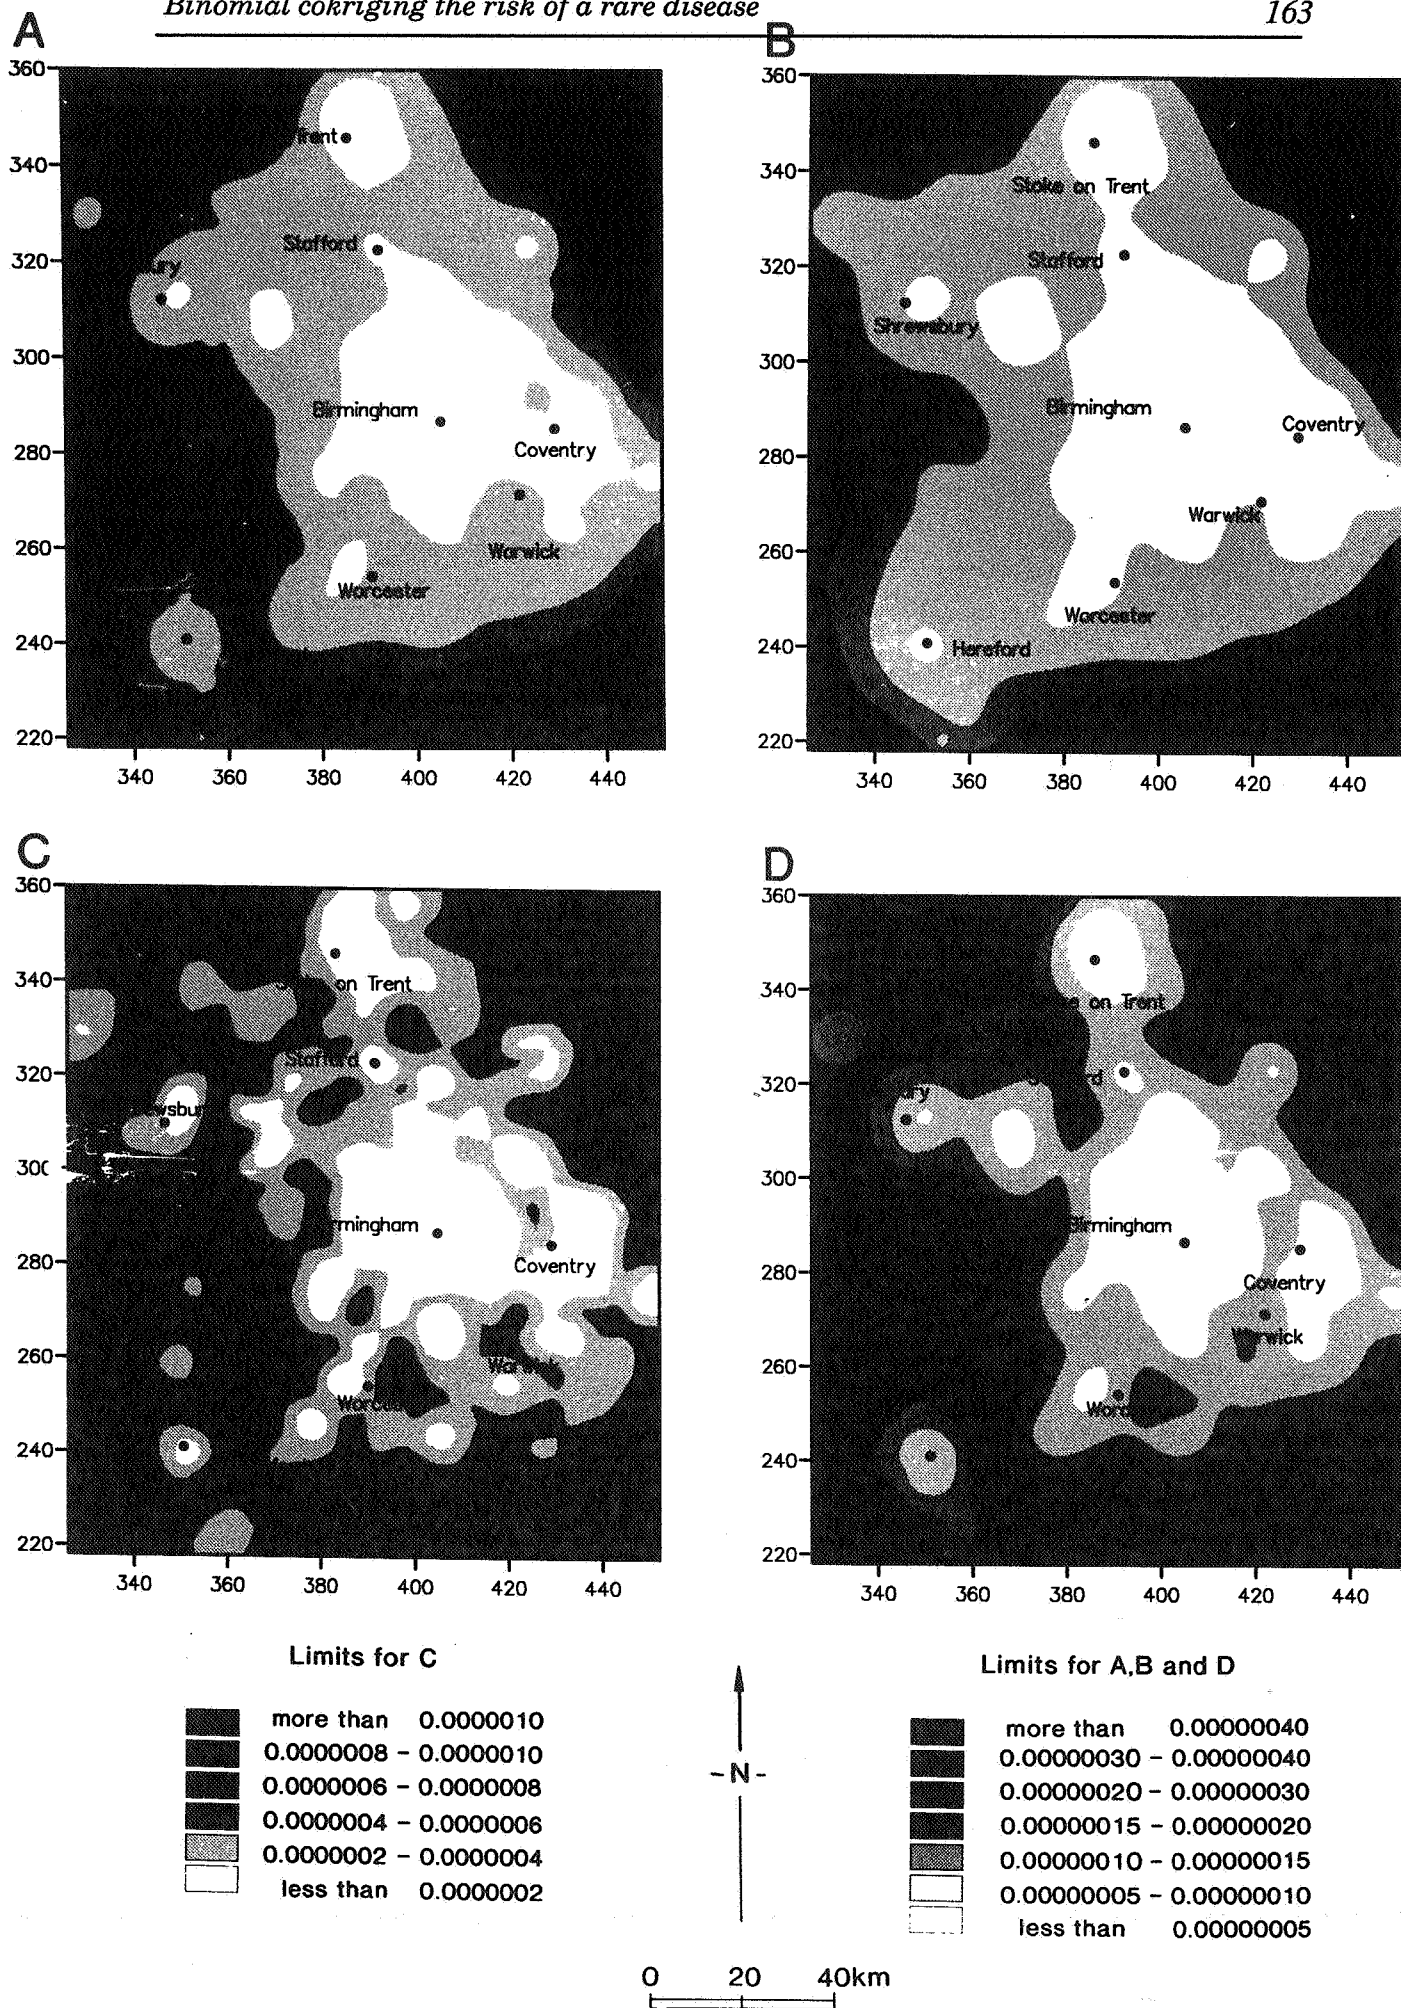 Binomial cokriging the risk of a rare disease 163
A
360
340
320
300
280
260
240
220
340 360 380 400 420 440
Trent
Stafford
ury
Birmingham
Coventry
Warwick
Worcester
B
360
340
320
300
280
260
240
220
340 360 380 400 420 440
Stoke on Trent
Stafford
Shrewsbury
Birmingham
Coventry
Warwick
Worcester
Hereford
C
360
340
320
300
280
260
240
220
340 360 380 400 420 440
on Trent
Stafford
ewsbur
rmingham
Coventry
Warwick
D
360
340
320
300
280
260
240
220
340 360 380 400 420 440
on Trent
ury
Birmingham
Coventry
Warwick
Limits for C
more than 0.0000010
0.0000008 - 0.0000010
0.0000006 - 0.0000008
0.0000004 - 0.0000006
0.0000002 - 0.0000004
less than 0.0000002
- N -
Limits for A,B and D
more than 0.00000040
0.00000030 - 0.00000040
0.00000020 - 0.00000030
0.00000015 - 0.00000020
0.00000010 - 0.00000015
0.00000005 - 0.00000010
less than 0.00000005
0 20 40km